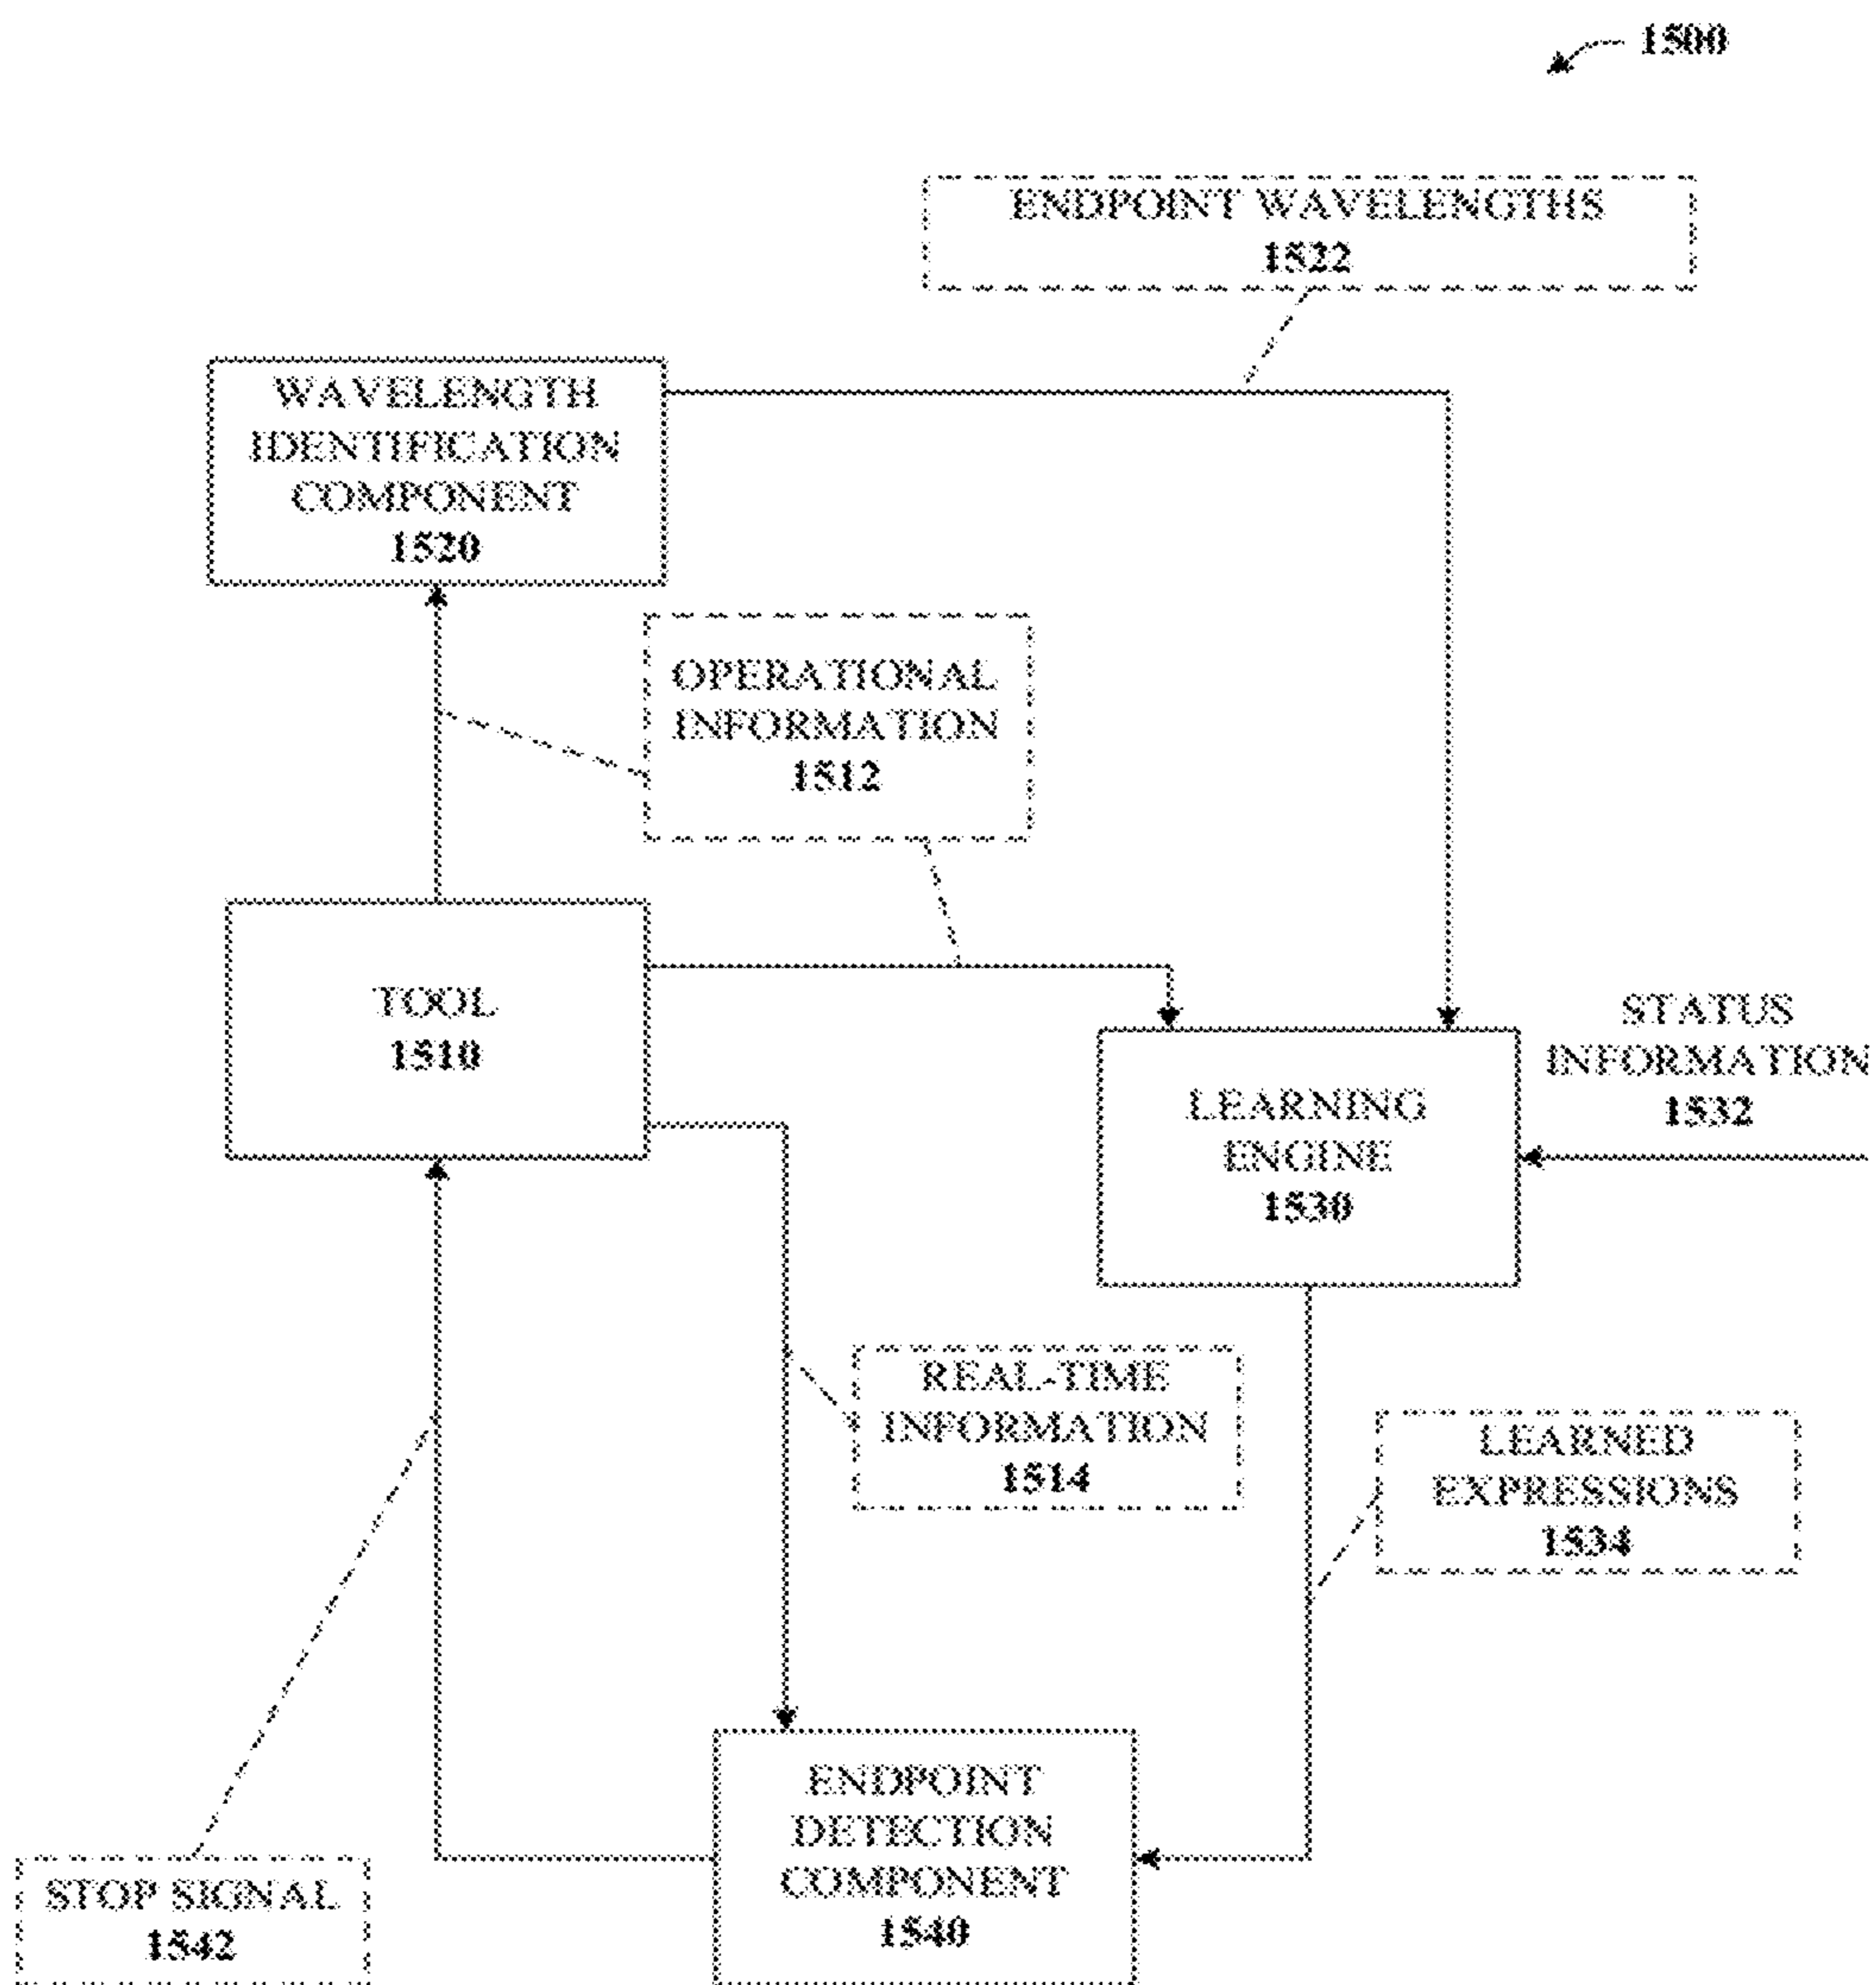 1500
ENDPOINT WAVELENGTHS
1522
WAVELENGTH
IDENTIFICATION
COMPONENT
1520
OPERATIONAL
INFORMATION
1512
TOOL
1510
STATUS
INFORMATION
1532
LEARNING
ENGINE
1530
REAL-TIME
INFORMATION
1514
LEARNED
EXPRESSIONS
1534
ENDPOINT
DETECTION
COMPONENT
1540
STOP SIGNAL
1542